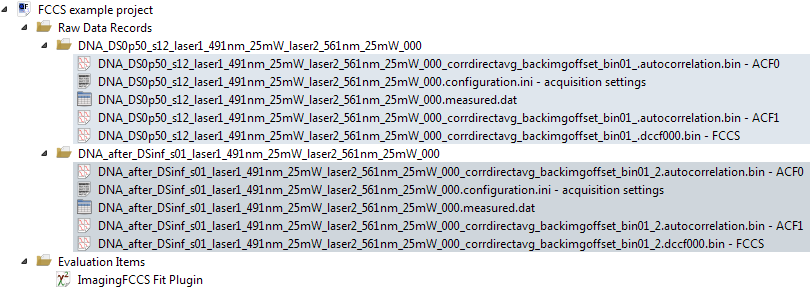 FCCS example project
Raw Data Records
DNA_DS0p50_s12_laser1_491nm_25mW_laser2_561nm_25mW_000
DNA_DS0p50_s12_laser1_491nm_25mW_laser2_561nm_25mW_000_corrdirectavg_backimgoffset_bin01_.autocorrelation.bin - ACF0
DNA_DS0p50_s12_laser1_491nm_25mW_laser2_561nm_25mW_000.configuration.ini - acquisition settings
DNA_DS0p50_s12_laser1_491nm_25mW_laser2_561nm_25mW_000.measured.dat
DNA_DS0p50_s12_laser1_491nm_25mW_laser2_561nm_25mW_000_corrdirectavg_backimgoffset_bin01_.autocorrelation.bin - ACF1
DNA_DS0p50_s12_laser1_491nm_25mW_laser2_561nm_25mW_000_corrdirectavg_backimgoffset_bin01_.dccf000.bin - FCCS
DNA_after_DSinf_s01_laser1_491nm_25mW_laser2_561nm_25mW_000
DNA_after_DSinf_s01_laser1_491nm_25mW_laser2_561nm_25mW_000_corrdirectavg_backimgoffset_bin01_2.autocorrelation.bin - ACF0
DNA_after_DSinf_s01_laser1_491nm_25mW_laser2_561nm_25mW_000.configuration.ini - acquisition settings
DNA_after_DSinf_s01_laser1_491nm_25mW_laser2_561nm_25mW_000.measured.dat
DNA_after_DSinf_s01_laser1_491nm_25mW_laser2_561nm_25mW_000_corrdirectavg_backimgoffset_bin01_2.autocorrelation.bin - ACF1
DNA_after_DSinf_s01_laser1_491nm_25mW_laser2_561nm_25mW_000_corrdirectavg_backimgoffset_bin01_2.dccf000.bin - FCCS
Evaluation Items
ImagingFCCS Fit Plugin